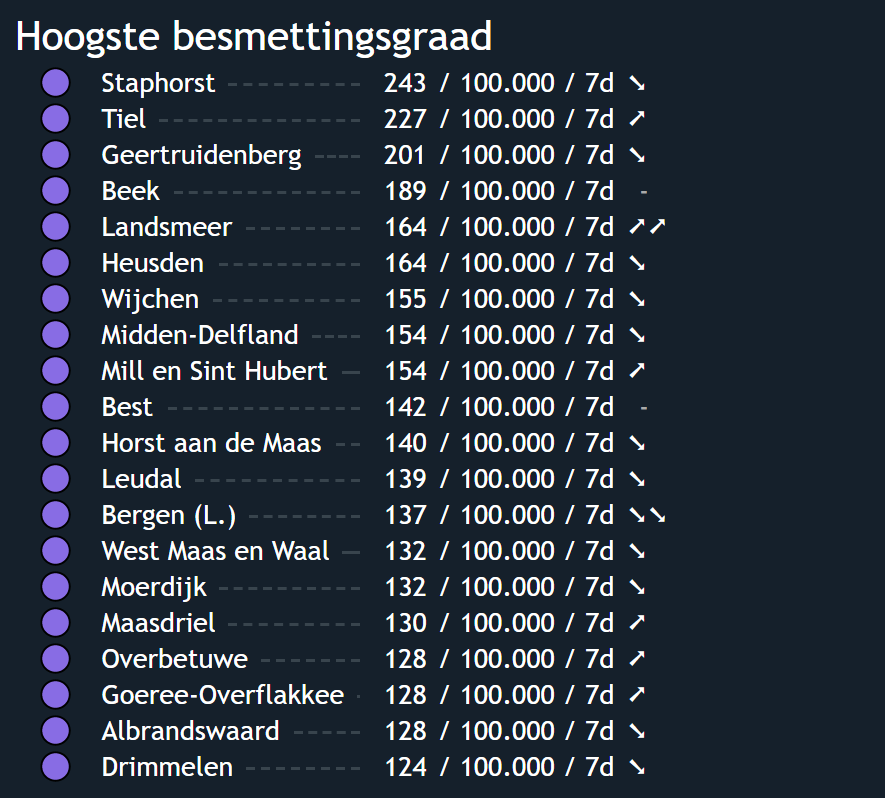 Hoogste besmettingsgraad
Staphorst 243 / 100.000 / 7d ➘
Tiel 227 / 100.000 / 7d ➚
Geertruidenberg 201 / 100.000 / 7d ➘
Beek 189 / 100.000 / 7d -
Landsmeer 164 / 100.000 / 7d ➚➚
Heusden 164 / 100.000 / 7d ➘
Wijchen 155 / 100.000 / 7d ➘
Midden-Delfland 154 / 100.000 / 7d ➘
Mill en Sint Hubert 154 / 100.000 / 7d ➚
Best 142 / 100.000 / 7d -
Horst aan de Maas 140 / 100.000 / 7d ➘
Leudal 139 / 100.000 / 7d ➘
Bergen (L.) 137 / 100.000 / 7d ➘➘
West Maas en Waal 132 / 100.000 / 7d ➘
Moerdijk 132 / 100.000 / 7d ➘
Maasdriel 130 / 100.000 / 7d ➚
Overbetuwe 128 / 100.000 / 7d ➚
Goeree-Overflakkee 128 / 100.000 / 7d ➚
Albrandswaard 128 / 100.000 / 7d ➘
Drimmelen 124 / 100.000 / 7d ➘